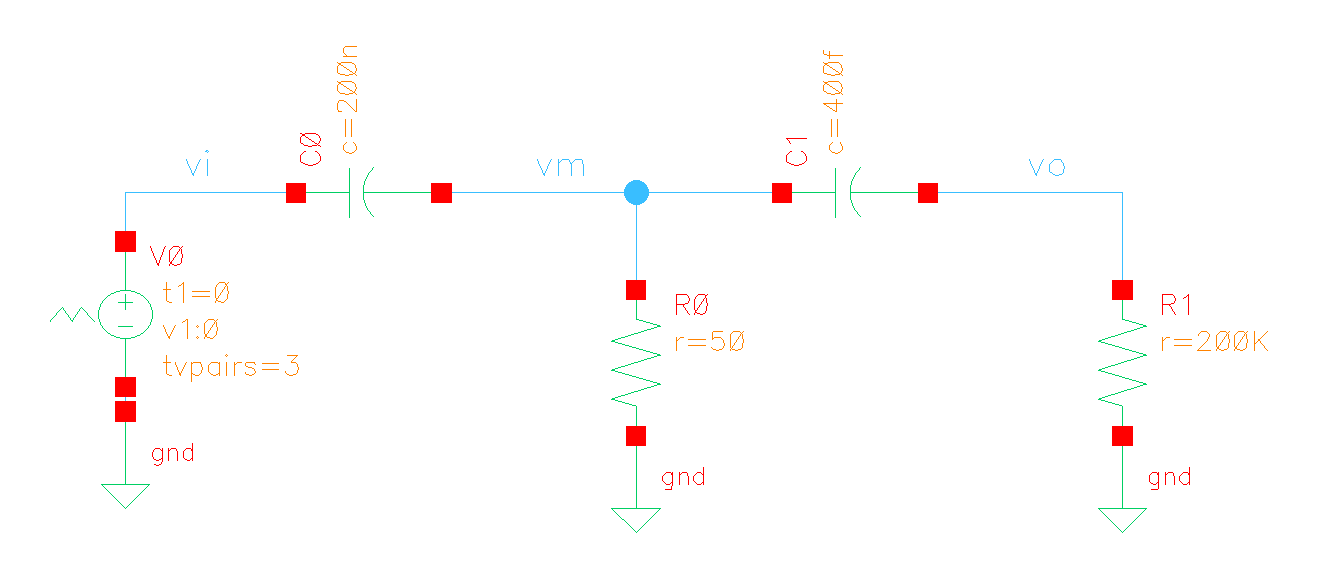 c=200n
c=400f
C0
C1
vi
vm
vo
V0
t1=0
v1:0
tvpairs=3
R0
r=50
R1
r=200K
gnd
gnd
gnd